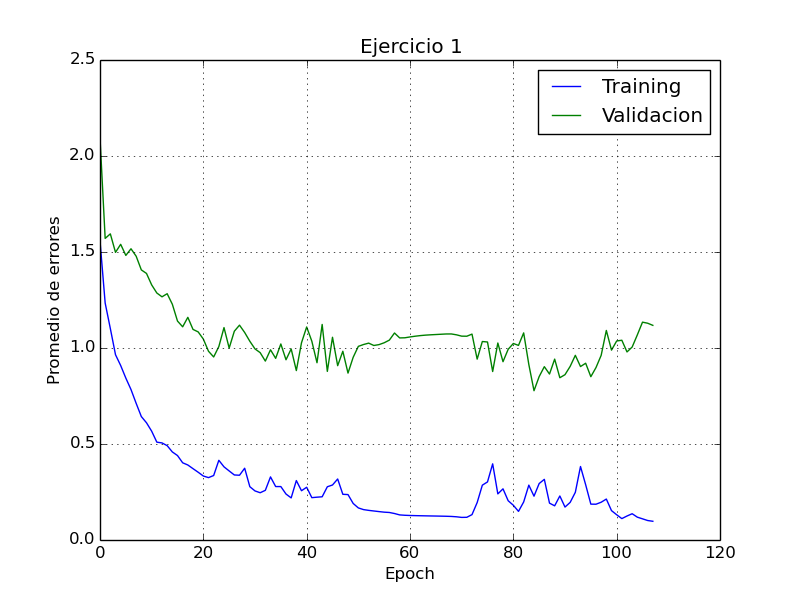 Ejercicio 1
Training
Validacion
Promedio de errores
2.5
2.0
1.5
1.0
0.5
0.0
0 20 40 60 80 100 120
Epoch